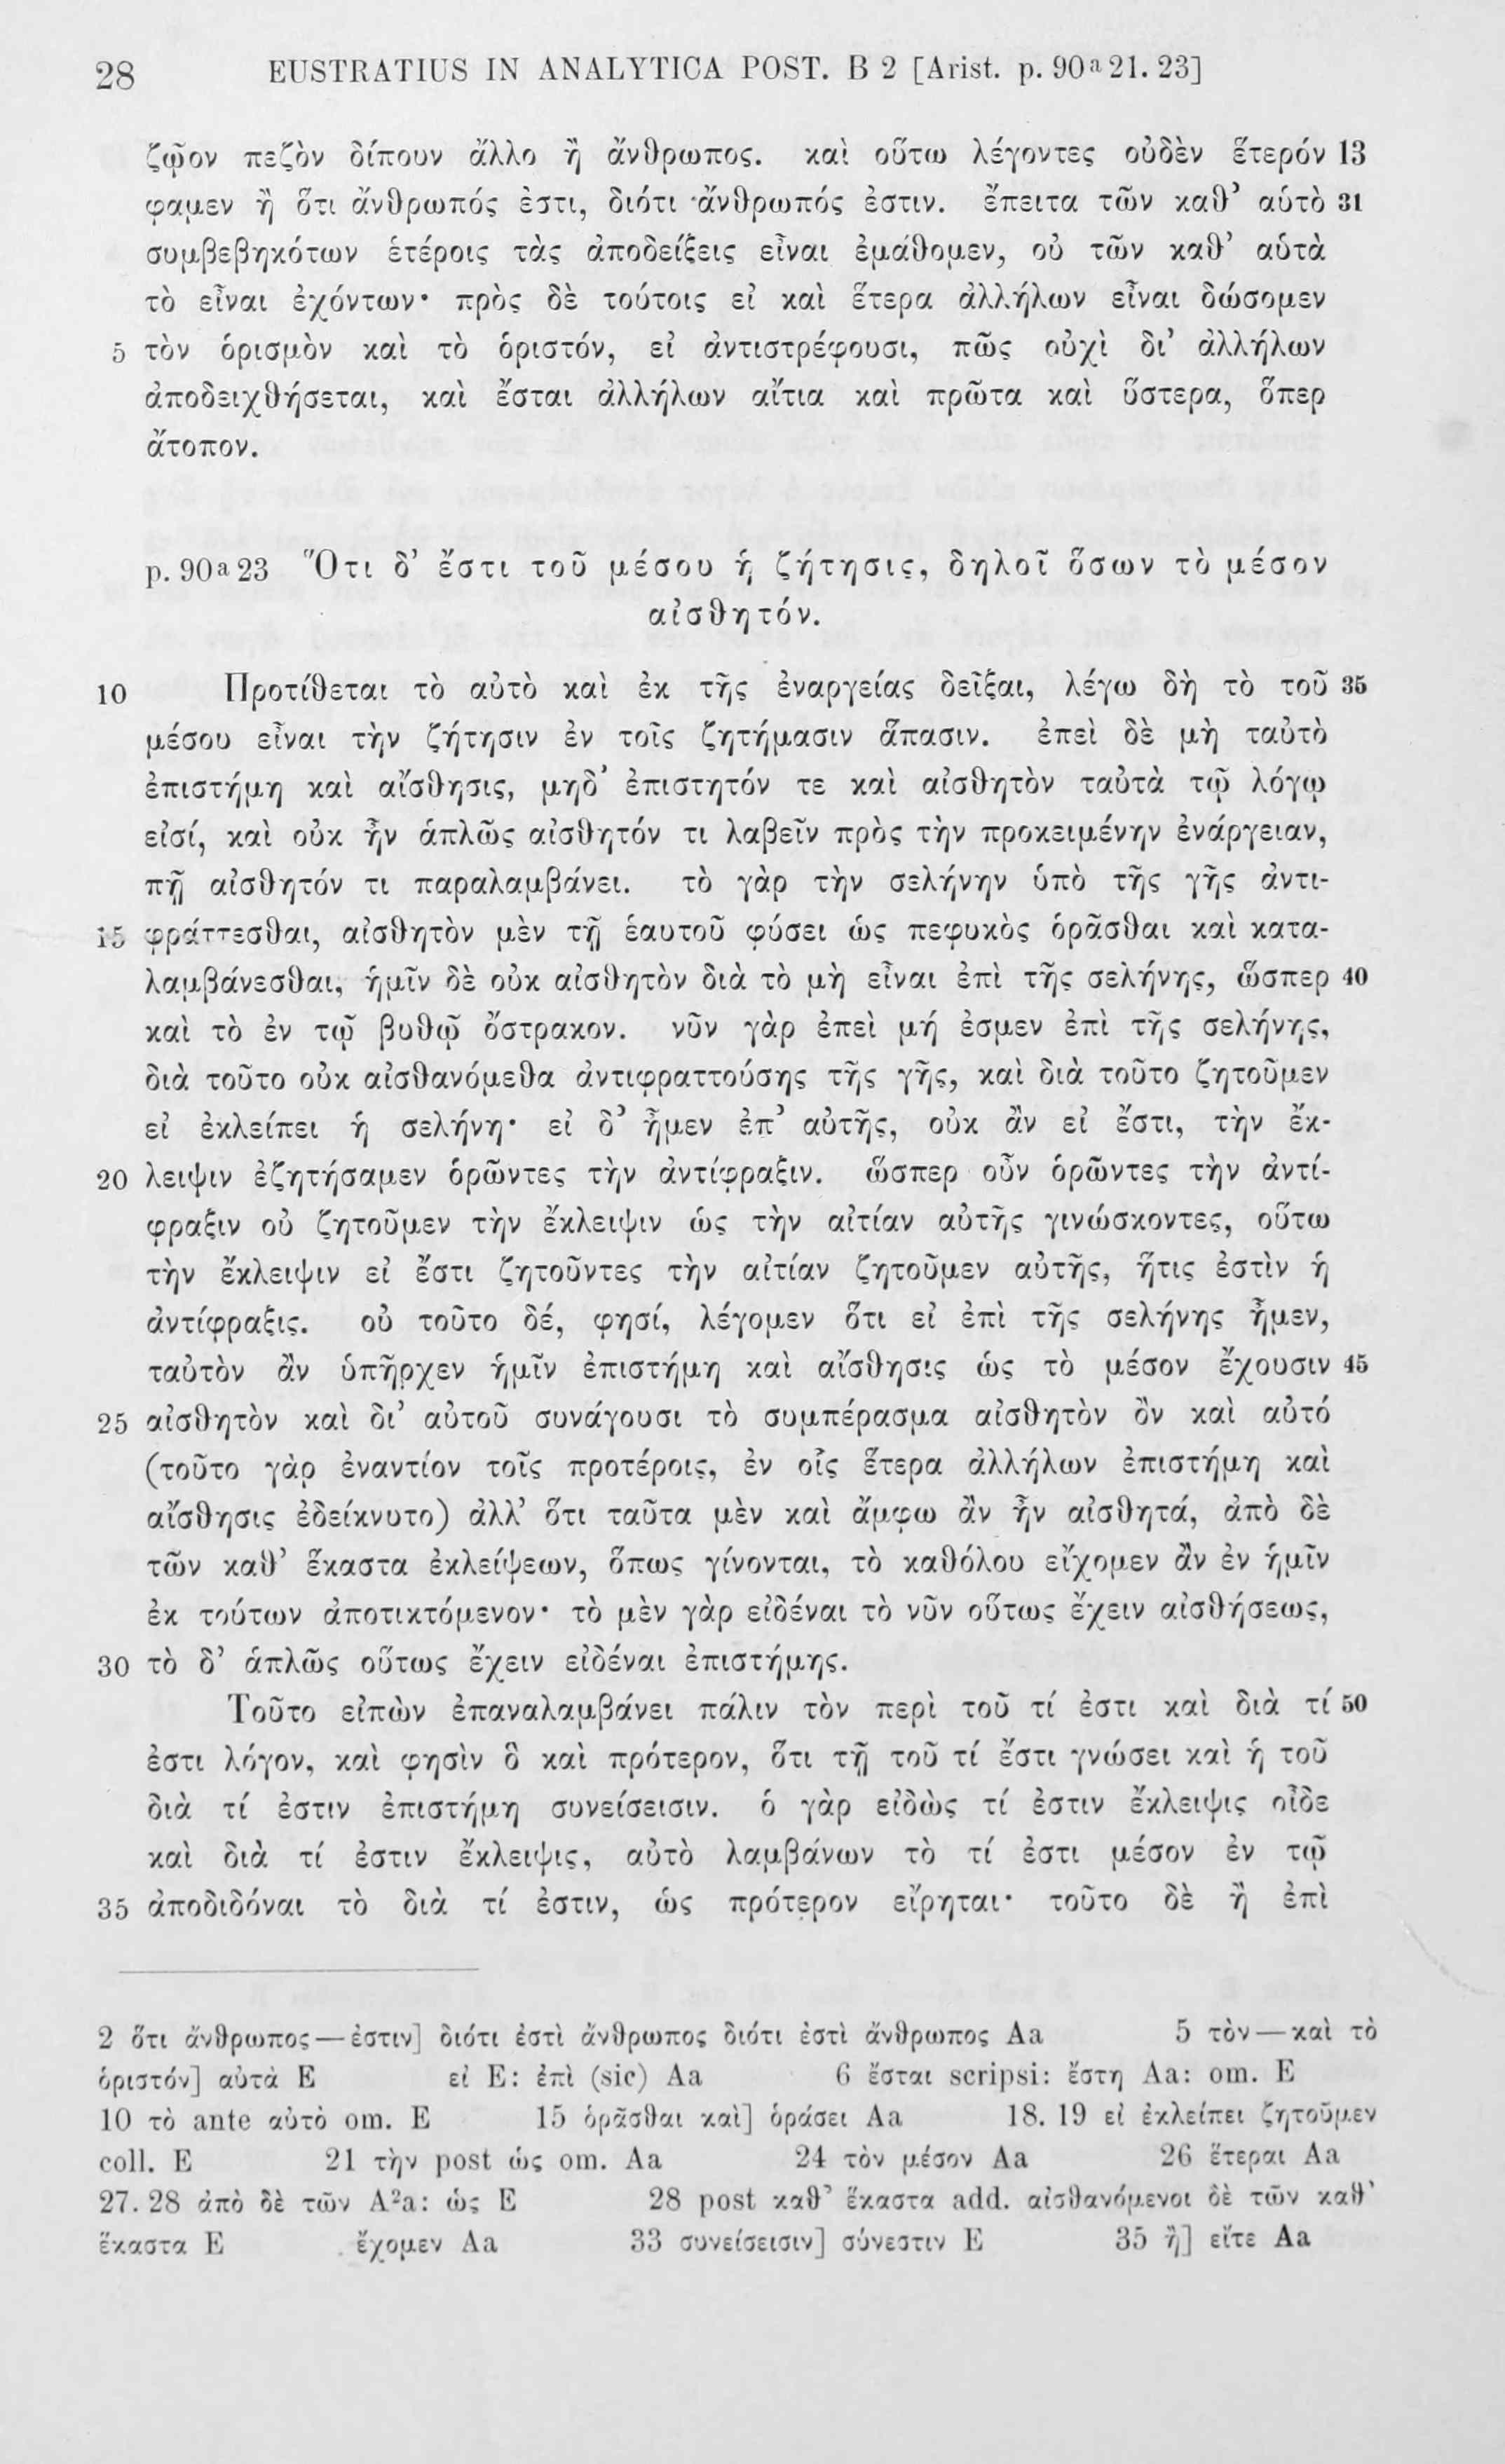 28 EUSTRATIUS IN ANALYTICA POST. B 2 [Arist. p. 90ª21. 23]
ζῷον πεζὸν δίπουν ἄλλο ἢ ἄνθρωπος. καὶ οὕτω λέγοντες οὐδὲν ἕτερόν 13
φαμεν ἢ ὅτι ἄνθρωπός ἐστι, διότι ἄνθρωπός ἐστιν. ἔπειτα τῶν καθ’ αὑτὸ 31
συμβεβηκότων ἑτέροις τὰς ἀποδείξεις εἶναι ἐμάθομεν, οὐ τῶν καθ’ αὑτὰ
τὸ εἶναι ἐχόντων· πρὸς δὲ τούτοις εἰ καὶ ἕτερα ἀλλήλων εἶναι δώσομεν
5 τὸν ὁρισμὸν καὶ τὸ ὁριστόν, εἰ ἀντιστρέφουσι, πῶς οὐχὶ δι’ ἀλλήλων
ἀποδειχθήσεται, καὶ ἔσται ἀλλήλων αἴτια καὶ πρῶτα καὶ ὕστερα, ὅπερ
ἄτοπον.
p. 90ª23 Ὅτι δ’ ἔστι τοῦ μέσου ἡ ζήτησις, δηλοῖ ὅσων τὸ μέσον
αἰσθητόν.
10 Προτίθεται τὸ αὐτὸ καὶ ἐκ τῆς ἐναργείας δεῖξαι, λέγω δὴ τὸ τοῦ 35
μέσου εἶναι τὴν ζήτησιν ἐν τοῖς ζητήμασιν ἅπασιν. ἐπεὶ δὲ μὴ ταὐτὸ
ἐπιστήμη καὶ αἴσθησις, μηδ’ ἐπιστητόν τε καὶ αἰσθητὸν ταὐτὰ τῷ λόγῳ
εἰσί, καὶ οὐκ ἦν ἁπλῶς αἰσθητόν τι λαβεῖν πρὸς τὴν προκειμένην ἐνάργειαν,
πῇ αἰσθητόν τι παραλαμβάνει. τὸ γὰρ τὴν σελήνην ὑπὸ τῆς γῆς ἀντι-
15 φράττεσθαι, αἰσθητὸν μὲν τῇ ἑαυτοῦ φύσει ὡς πεφυκὸς ὁρᾶσθαι καὶ κατα-
λαμβάνεσθαι, ἡμῖν δὲ οὐκ αἰσθητὸν διὰ τὸ μὴ εἶναι ἐπὶ τῆς σελήνης, ὥσπερ 40
καὶ τὸ ἐν τῷ βυθῷ ὄστρακον. νῦν γὰρ ἐπεὶ μή ἐσμεν ἐπὶ τῆς σελήνης,
διὰ τοῦτο οὐκ αἰσθανόμεθα ἀντιφραττούσης τῆς γῆς, καὶ διὰ τοῦτο ζητοῦμεν
εἰ ἐκλείπει ἡ σελήνη· εἰ δ’ ἦμεν ἐπ’ αὐτῆς, οὐκ ἂν εἰ ἔστι, τὴν ἔκ-
20 λειψιν ἐζητήσαμεν ὁρῶντες τὴν ἀντίφραξιν. ὥσπερ οὖν ὁρῶντες τὴν ἀντί-
φραξιν οὐ ζητοῦμεν τὴν ἔκλειψιν ὡς τὴν αἰτίαν αὐτῆς γινώσκοντες, οὕτω
τὴν ἔκλειψιν εἰ ἔστι ζητοῦντες τὴν αἰτίαν ζητοῦμεν αὐτῆς, ἥτις ἐστὶν ἡ
ἀντίφραξις. οὐ τοῦτο δέ, φησί, λέγομεν ὅτι εἰ ἐπὶ τῆς σελήνης ἦμεν,
ταὐτὸν ἂν ὑπῆρχεν ἡμῖν ἐπιστήμη καὶ αἴσθησις ὡς τὸ μέσον ἔχουσιν 45
25 αἰσθητὸν καὶ δι’ αὐτοῦ συνάγουσι τὸ συμπέρασμα αἰσθητὸν ὂν καὶ αὐτό
(τοῦτο γὰρ ἐναντίον τοῖς προτέροις, ἐν οἷς ἕτερα ἀλλήλων ἐπιστήμη καὶ
αἴσθησις ἐδείκνυτο) ἀλλ’ ὅτι ταῦτα μὲν καὶ ἄμφω ἂν ἦν αἰσθητά, ἀπὸ δὲ
τῶν καθ’ ἕκαστα ἐκλείψεων, ὅπως γίνονται, τὸ καθόλου εἴχομεν ἂν ἐν ἡμῖν
ἐκ τούτων ἀποτικτόμενον· τὸ μὲν γὰρ εἰδέναι τὸ νῦν οὕτως ἔχειν αἰσθήσεως,
30 τὸ δ’ ἁπλῶς οὕτως ἔχειν εἰδέναι ἐπιστήμης.
Τοῦτο εἰπὼν ἐπαναλαμβάνει πάλιν τὸν περὶ τοῦ τί ἐστι καὶ διὰ τί 50
ἐστι λόγον, καὶ φησὶν ὃ καὶ πρότερον, ὅτι τῇ τοῦ τί ἔστι γνώσει καὶ ἡ τοῦ
διὰ τί ἐστιν ἐπιστήμη συνείσεισιν. ὁ γὰρ εἰδὼς τί ἐστιν ἔκλειψις οἶδε
καὶ διὰ τί ἐστιν ἔκλειψις, αὐτὸ λαμβάνων τὸ τί ἐστι μέσον ἐν τῷ
35 ἀποδιδόναι τὸ διὰ τί ἐστιν, ὡς πρότερον εἴρηται· τοῦτο δὲ ἢ ἐπὶ
2 ὅτι ἄνθρωπος — ἐστιν] διότι ἐστὶ ἄνθρωπος διότι ἐστὶ ἄνθρωπος Aa 5 τὸν — καὶ τὸ
ὁριστόν] αὐτὰ E εἰ E: ἐπὶ (sic) Aa 6 ἔσται scripsi: ἔστη Aa: om. E
10 τὸ ante αὐτὸ om. E 15 ὁρᾶσθαι καὶ] ὁράσει Aa 18. 19 εἰ ἐκλείπει ζητοῦμεν
coll. E 21 τὴν post ὡς om. Aa 24 τὸν μέσον Aa 26 ἕτεραι Aa
27. 28 ἀπὸ δὲ τῶν A²a: ὡς E 28 post καθ’ ἕκαστα add. αἰσθανόμενοι δὲ τῶν καθ’
ἕκαστα E ἔχομεν Aa 33 συνείσεισιν] σύνεστιν E 35 ἢ] εἴτε Aa